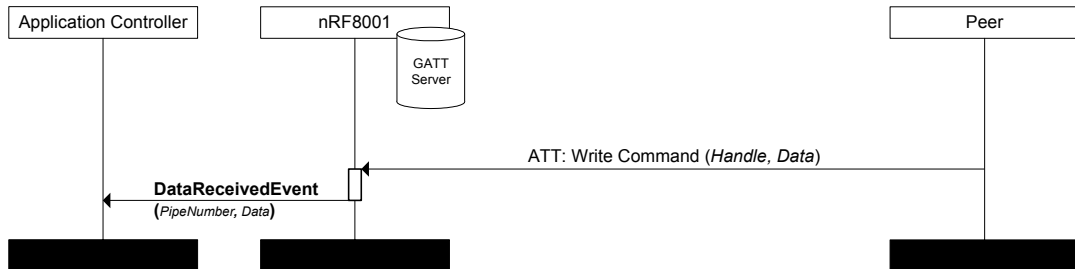 Application Controller
nRF8001
Peer
GATT
Server
ATT: Write Command (Handle, Data)
DataReceivedEvent
(PipeNumber, Data)